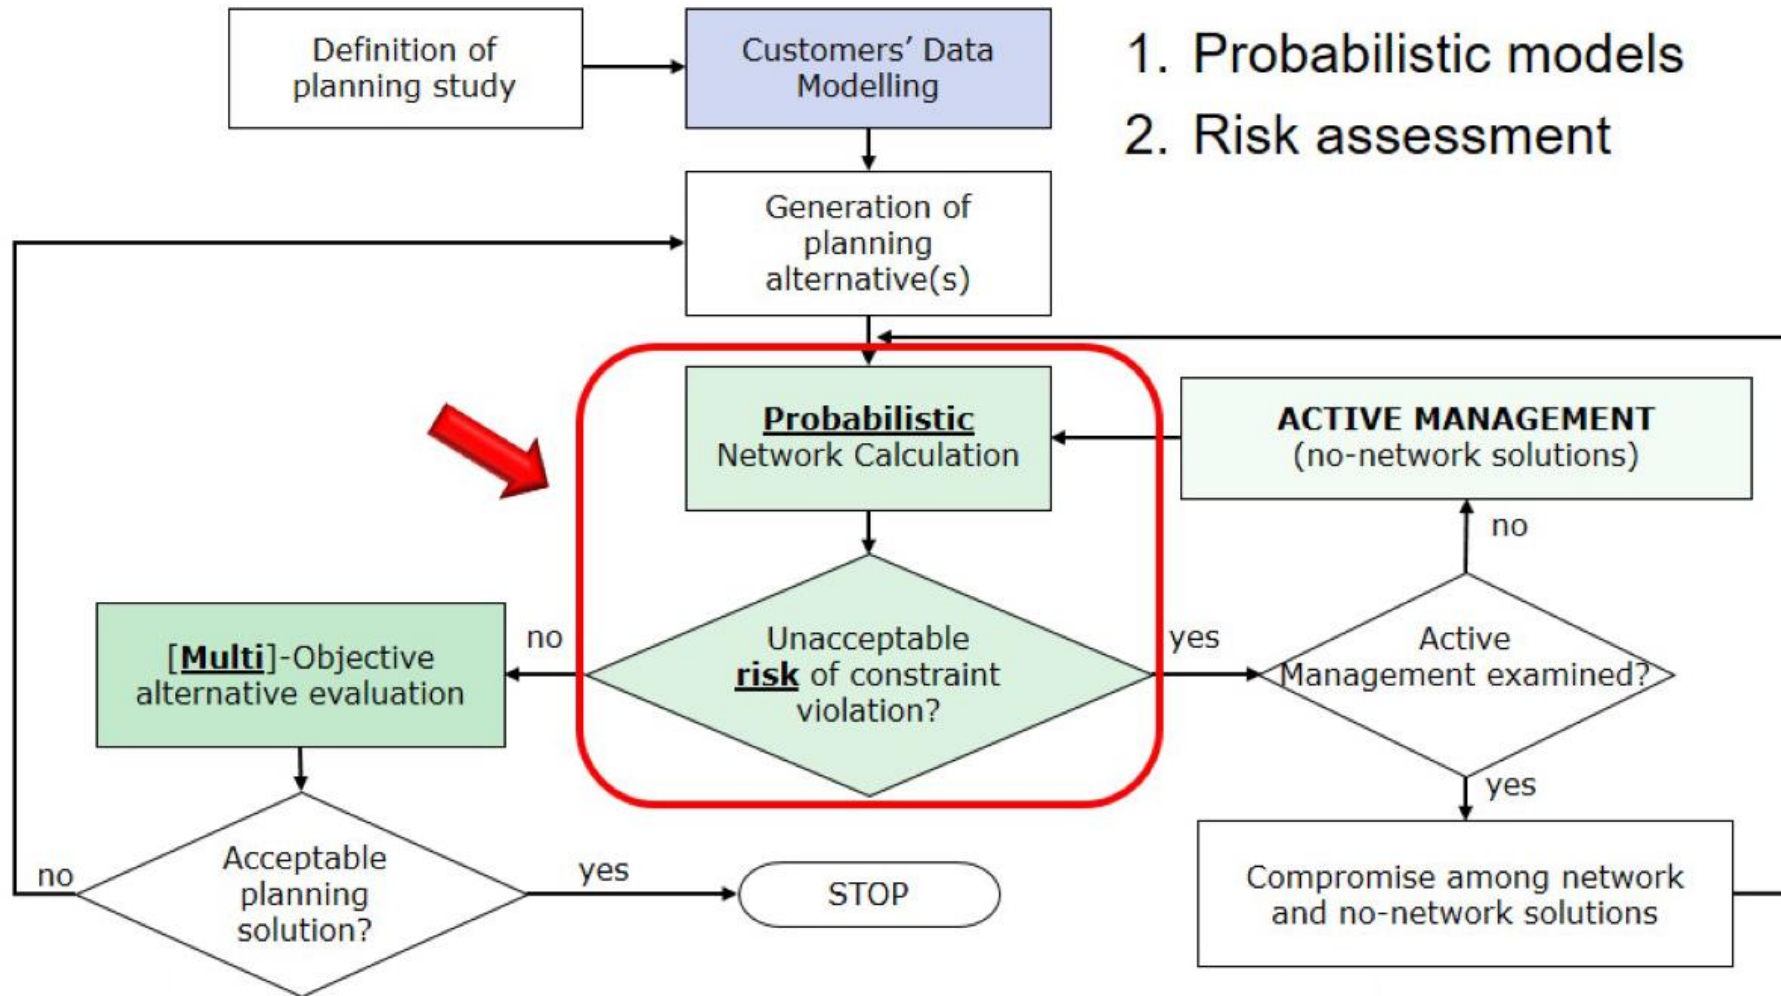 Definition of
planning study
Customers’ Data
Modelling
1. Probabilistic models
2. Risk assessment
Generation of
planning
alternative(s)
Probabilistic
Network Calculation
ACTIVE MANAGEMENT
(no-network solutions)
no
[Multi]-Objective
alternative evaluation
no
Unacceptable
risk of constraint
violation?
yes
Active
Management examined?
yes
Acceptable
planning
solution?
no
yes
STOP
Compromise among network
and no-network solutions